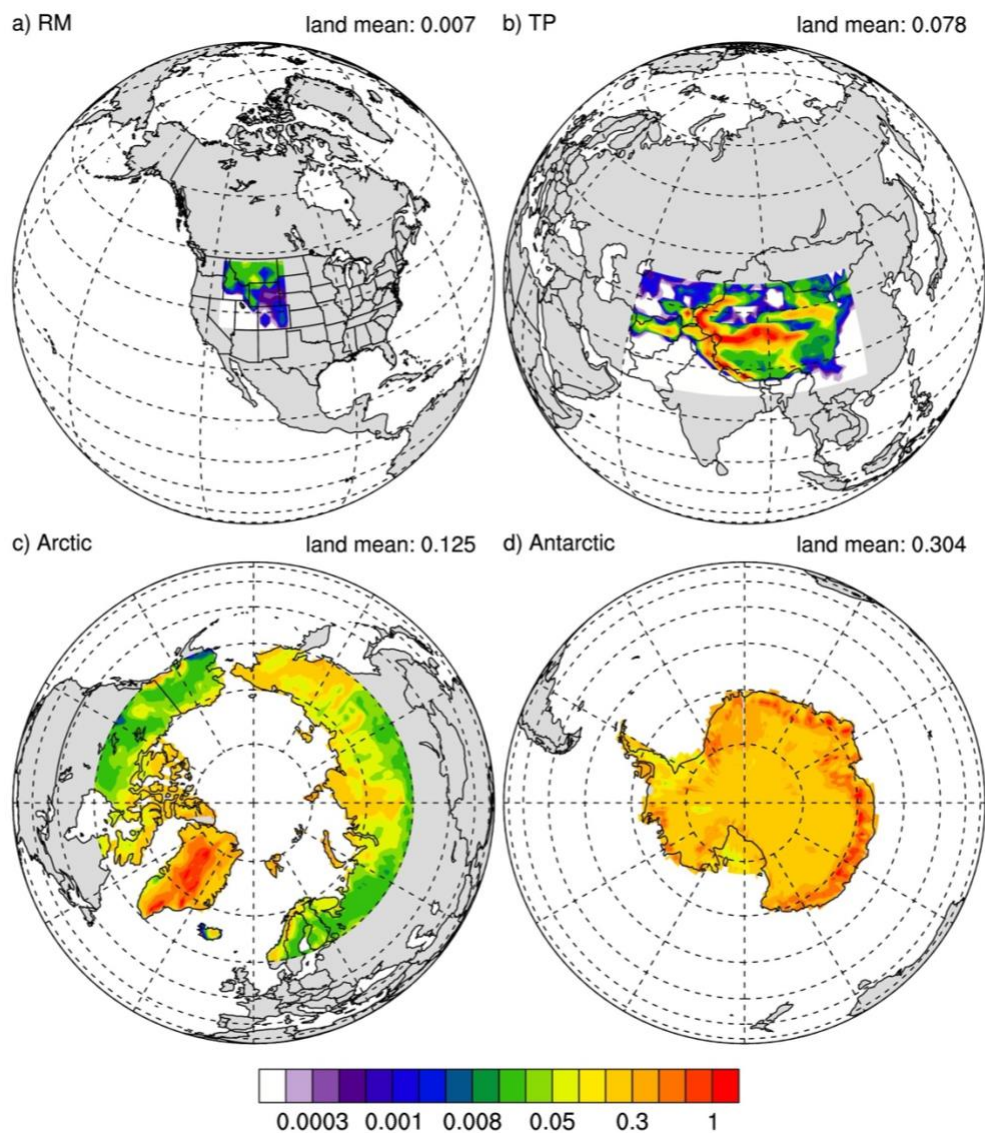 a) RM land mean: 0.007
b) TP land mean: 0.078
c) Arctic land mean: 0.125
d) Antarctic land mean: 0.304
0.0003 0.001 0.008 0.05 0.3 1